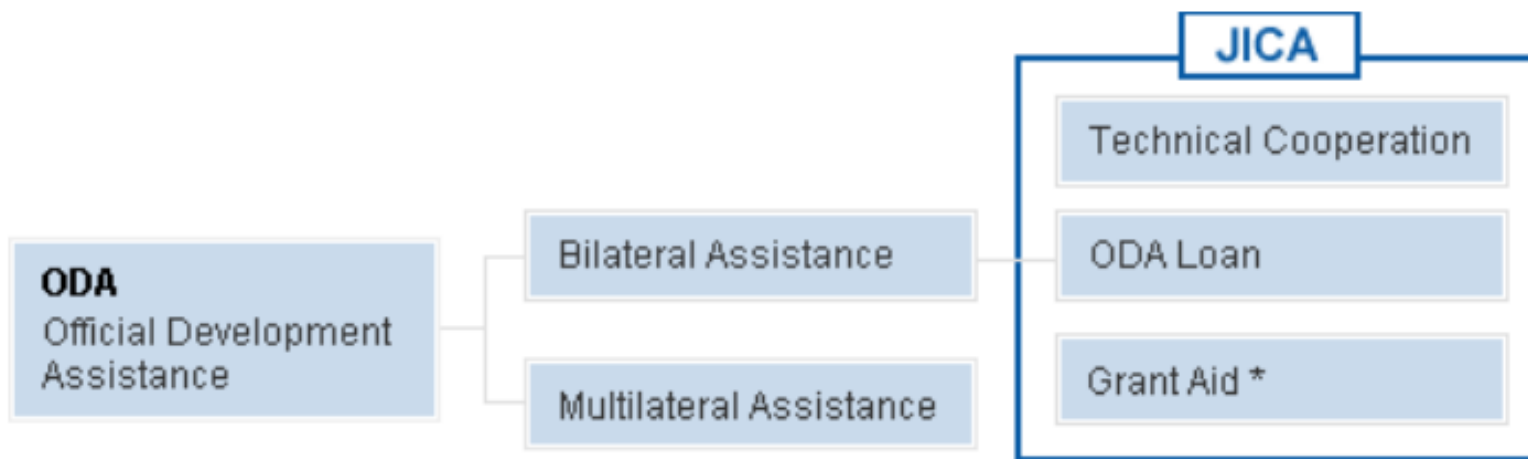 JICA
Technical Cooperation
ODA
Official Development
Assistance
Bilateral Assistance
ODA Loan
Multilateral Assistance
Grant Aid *